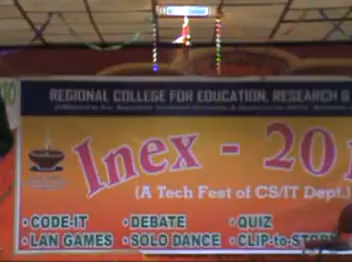 REGIONAL COLLEGE FOR EDUCATION, RESEARCH &
Inex - 201
(A Tech Fest of CS/IT Dept.)
• CODE-IT • DEBATE • QUIZ
• LAN GAMES • SOLO DANCE • CLIP-to-STORY